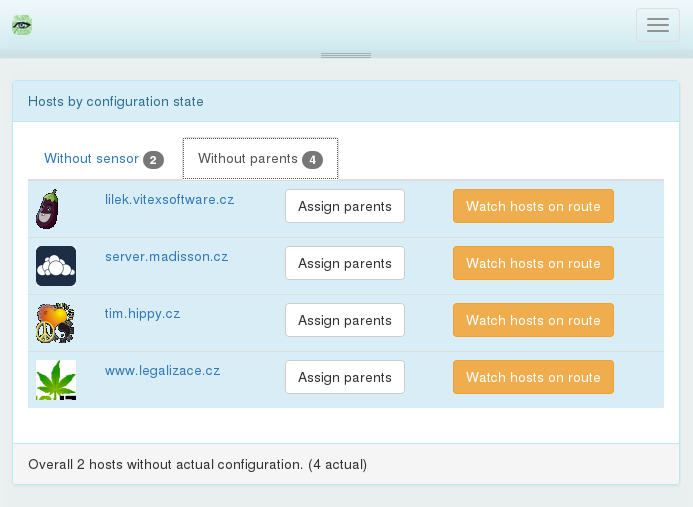 Hosts by configuration state
Without sensor 2 Without parents 4
lilek.vitexsoftware.cz Assign parents Watch hosts on route
server.madisson.cz Assign parents Watch hosts on route
tim.hippy.cz Assign parents Watch hosts on route
www.legalizace.cz Assign parents Watch hosts on route
Overall 2 hosts without actual configuration. (4 actual)